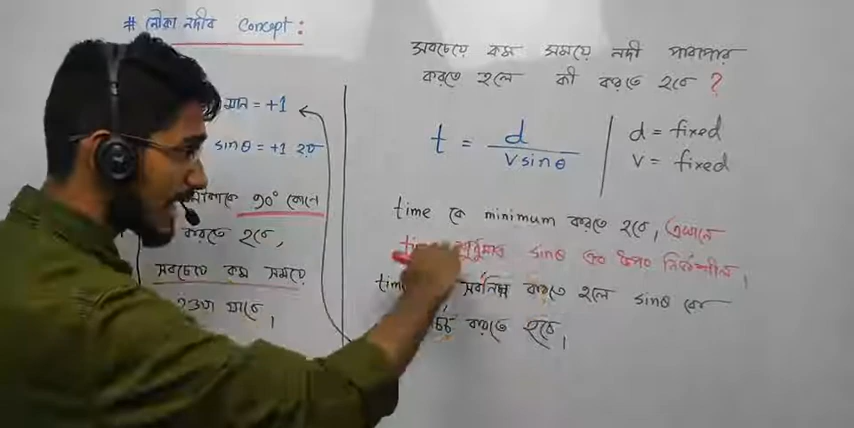 # নৌকা নদীর Concept :
মান = +1
sinθ = +1 হয়
90° কোণে
করতে হবে,
সবচেয়ে কম সময়ে
যাবে।
সবচেয়ে কম সময়ে নদী পারাপার
করতে হলে কী করতে হবে ?
t = d / v sinθ
d = fixed
v = fixed
time কে minimum করতে হবে, এখানে
শুধুমাত্র sinθ এর উপর নির্ভরশীল।
time সর্বনিম্ন করতে হলে sinθ কে
করতে হবে।